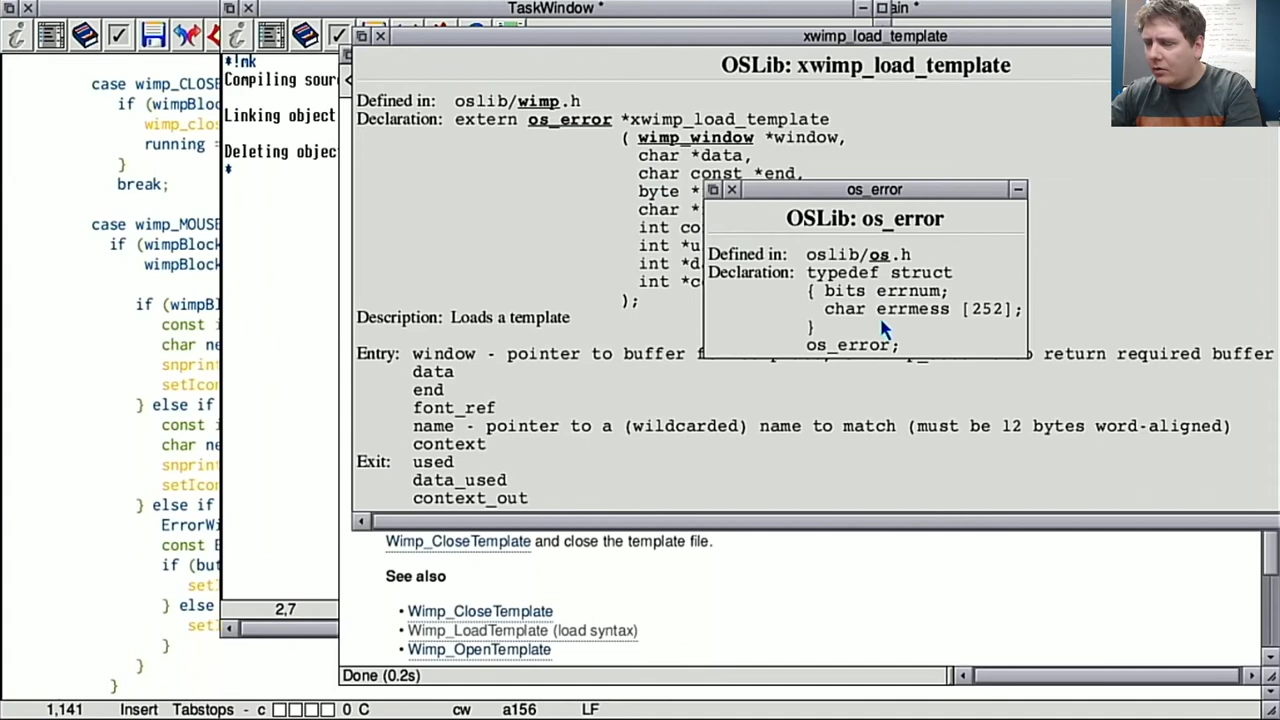 TaskWindow *
ain *
xwimp_load_template
case wimp_CLOSE
if (wimpBloc
wimp_clos
running =
}
break;
case wimp_MOUSE
if (wimpBlock
wimpBlock
if (wimpB
const i
char ne
snprint
setIcon
} else if
const i
char ne
snprin
setIco
} else if
ErrorWi
const E
if (but
setI
} else
setI
}
}
}
*!mk
Compiling sour
Linking object
Deleting objec
*
2,7
OSLib: xwimp_load_template
Defined in: oslib/wimp.h
Declaration: extern os_error *xwimp_load_template
( wimp_window *window,
char *data,
char const *end,
byte *
char *
int co
int *u
int *d
int *c
);
Description: Loads a template
Entry: window - pointer to buffer f
o return required buffer
data
end
font_ref
name - pointer to a (wildcarded) name to match (must be 12 bytes word-aligned)
context
Exit: used
data_used
context_out
os_error
OSLib: os_error
Defined in: oslib/os.h
Declaration: typedef struct
{ bits errnum;
char errmess [252];
}
os_error;
Wimp_CloseTemplate and close the template file.
See also
• Wimp_CloseTemplate
• Wimp_LoadTemplate (load syntax)
• Wimp_OpenTemplate
Done (0.2s)
1,141 Insert Tabstops - c 0 C cw a156 LF